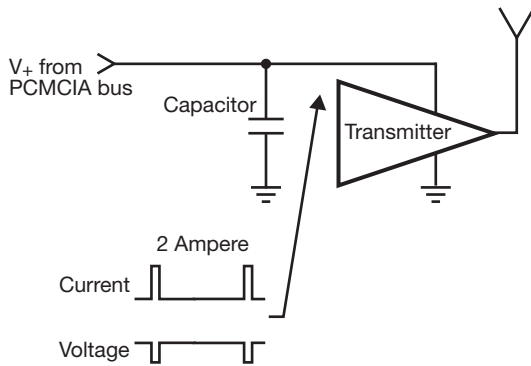 V+ from
PCMCIA bus
Capacitor
Transmitter
2 Ampere
Current
Voltage